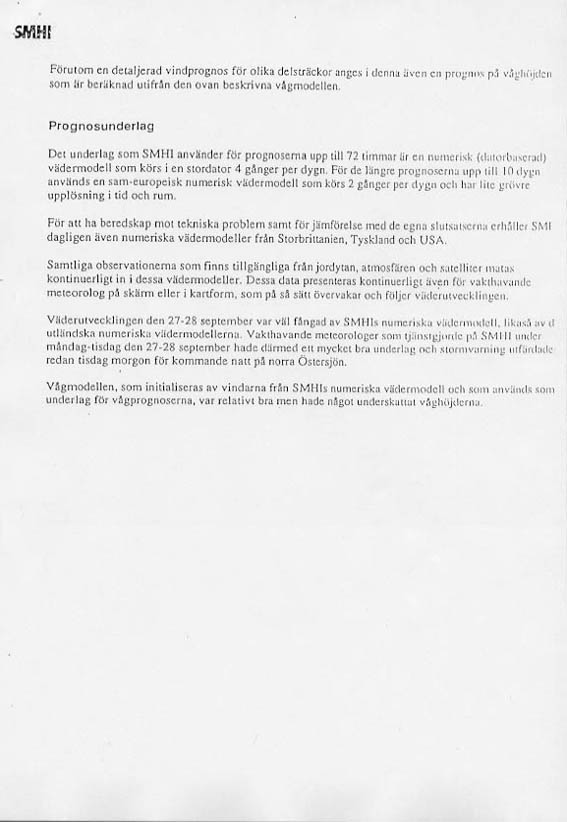 SMHI
Förutom en detaljerad vindprognos för olika delsträckor anges i denna även en prognos på våghöjden
som är beräknad utifrån den ovan beskrivna vågmodellen.
Prognosunderlag
Det underlag som SMHI använder för prognoserna upp till 72 timmar är en numerisk (datorbaserad)
vädermodell som körs i en stordator 4 gånger per dygn. För de längre prognoserna upp till 10 dygn
används en sam-europeisk numerisk vädermodell som körs 2 gånger per dygn och har lite grövre
upplösning i tid och rum.
För att ha beredskap mot tekniska problem samt för jämförelse med de egna slutsatserna erhåller SMI
dagligen även numeriska vädermodeller från Storbrittanien, Tyskland och USA.
Samtliga observationerna som finns tillgängliga från jordytan, atmosfären och satelliter matas
kontinuerligt in i dessa vädermodeller. Dessa data presenteras kontinuerligt även för vakthavande
meteorolog på skärm eller i kartform, som på så sätt övervakar och följer väderutvecklingen.
Väderutvecklingen den 27-28 september var väl fångad av SMHIs numeriska vädermodell, likaså av d
utländska numeriska vädermodellerna. Vakthavande meteorologer som tjänstgjorde på SMHI under
måndag-tisdag den 27-28 september hade därmed ett mycket bra underlag och stormvarning utfärdade
redan tisdag morgon för kommande natt på norra Östersjön.
Vågmodellen, som initialiseras av vindarna från SMHIs numeriska vädermodell och som används som
underlag för vågprognoserna, var relativt bra men hade något underskattat våghöjderna.